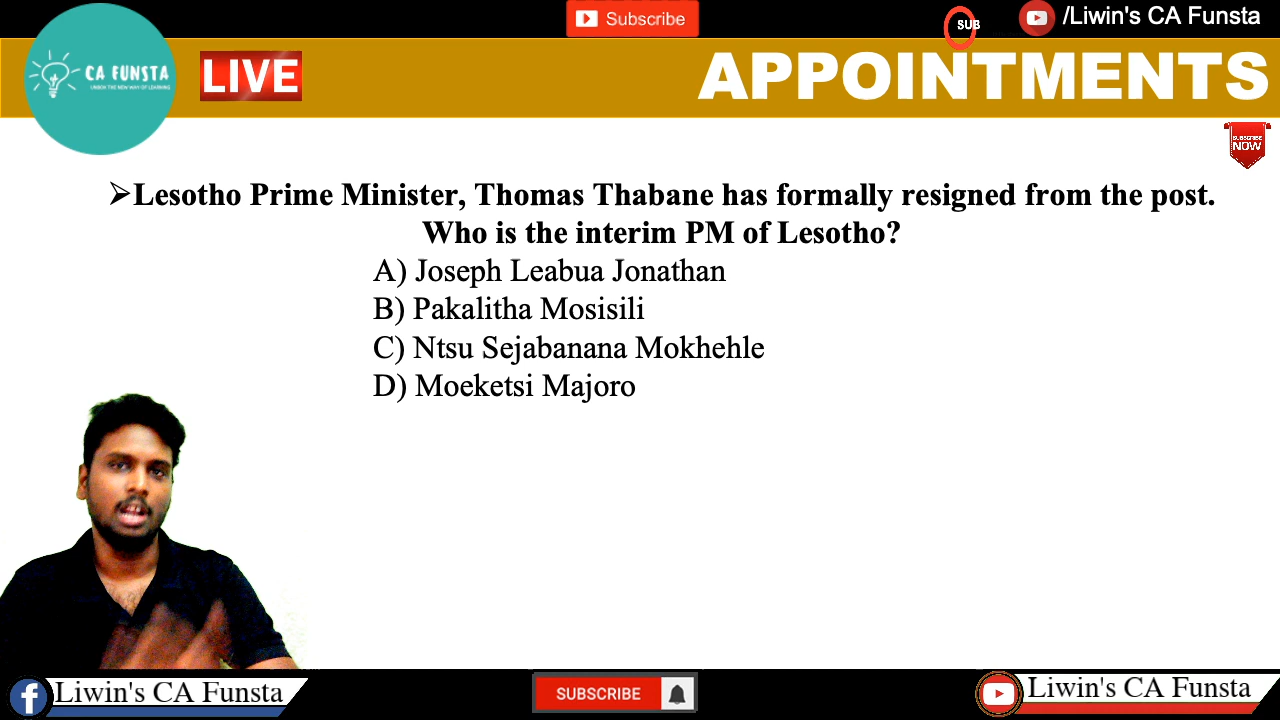 Subscribe
SUB
/Liwin's CA Funsta
CA FUNSTA
LIVE
APPOINTMENTS
SUBSCRIBE
NOW
➢Lesotho Prime Minister, Thomas Thabane has formally resigned from the post.
Who is the interim PM of Lesotho?
A) Joseph Leabua Jonathan
B) Pakalitha Mosisili
C) Ntsu Sejabanana Mokhehle
D) Moeketsi Majoro
Liwin's CA Funsta
SUBSCRIBE
Liwin's CA Funsta